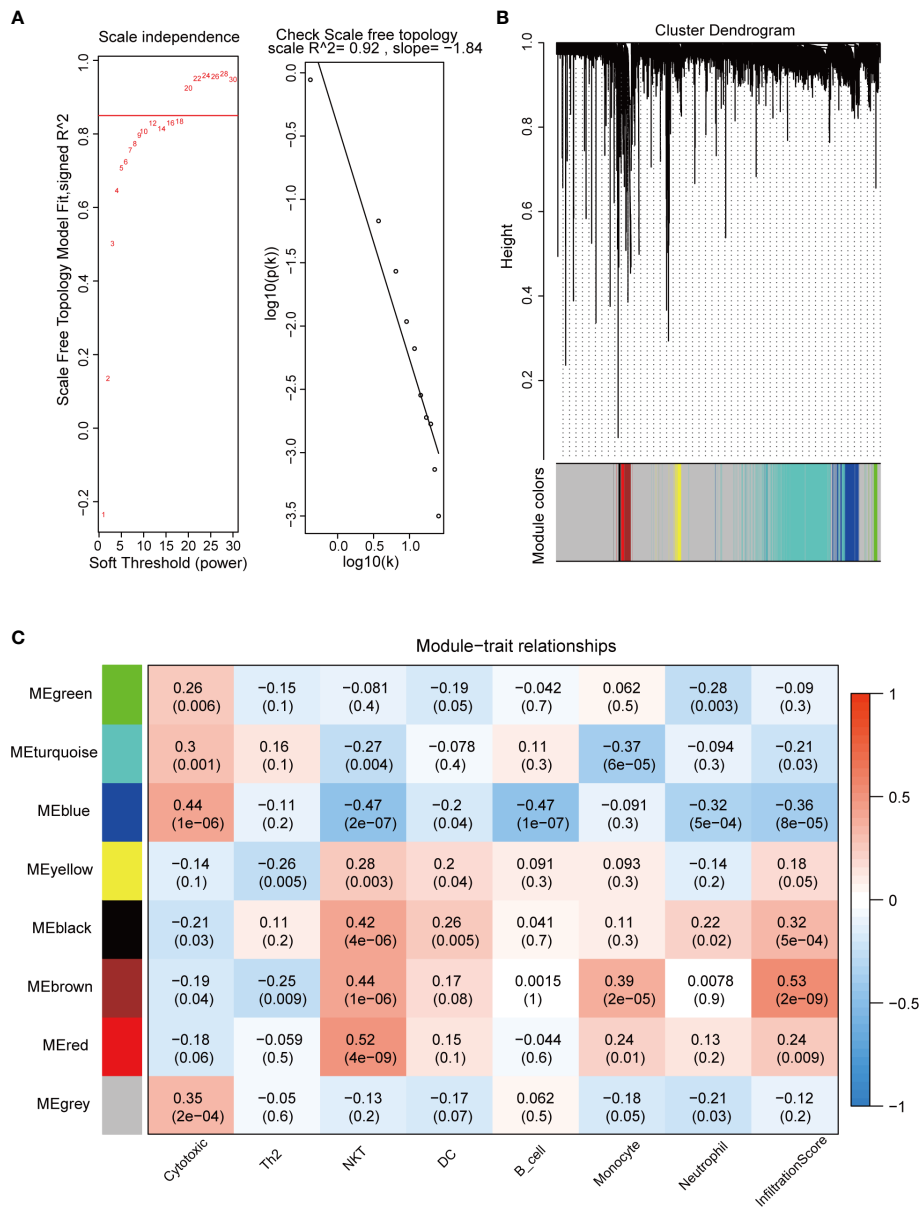 A
Scale independence
Scale Free Topology Model Fit,signed R^2
1.0
0.8
0.6
0.4
0.2
0.0
−0.2
1
2
3
4
5
6
7
8
9
10
12
14
16
18
20
22
24
26
28
30
0 5 10 15 20 25 30
Soft Threshold (power)
Check Scale free topology
scale R^2= 0.92 , slope= −1.84
log10(p(k))
0.0
−0.5
−1.0
−1.5
−2.0
−2.5
−3.0
−3.5
0.0 0.5 1.0
log10(k)
B
Cluster Dendrogram
Height
1.0
0.8
0.6
0.4
0.2
Module colors
C
Module−trait relationships
MEgreen
0.26 −0.15 −0.081 −0.19 −0.042 0.062 −0.28 −0.09
(0.006) (0.1) (0.4) (0.05) (0.7) (0.5) (0.003) (0.3)
MEturquoise
0.3 0.16 −0.27 −0.078 0.11 −0.37 −0.094 −0.21
(0.001) (0.1) (0.004) (0.4) (0.3) (6e−05) (0.3) (0.03)
MEblue
0.44 −0.11 −0.47 −0.2 −0.47 −0.091 −0.32 −0.36
(1e−06) (0.2) (2e−07) (0.04) (1e−07) (0.3) (5e−04) (8e−05)
MEyellow
−0.14 −0.26 0.28 0.2 0.091 0.093 −0.14 0.18
(0.1) (0.005) (0.003) (0.04) (0.3) (0.3) (0.2) (0.05)
MEblack
−0.21 0.11 0.42 0.26 0.041 0.11 0.22 0.32
(0.03) (0.2) (4e−06) (0.005) (0.7) (0.3) (0.02) (5e−04)
MEbrown
−0.19 −0.25 0.44 0.17 0.0015 0.39 0.0078 0.53
(0.04) (0.009) (1e−06) (0.08) (1) (2e−05) (0.9) (2e−09)
MEred
−0.18 −0.059 0.52 0.15 −0.044 0.24 0.13 0.24
(0.06) (0.5) (4e−09) (0.1) (0.6) (0.01) (0.2) (0.009)
MEgrey
0.35 −0.05 −0.13 −0.17 0.062 −0.18 −0.21 −0.12
(2e−04) (0.6) (0.2) (0.07) (0.5) (0.05) (0.03) (0.2)
Cytotoxic Th2 NKT DC B_cell Monocyte Neutrophil InfiltrationScore
1
0.5
0
−0.5
−1